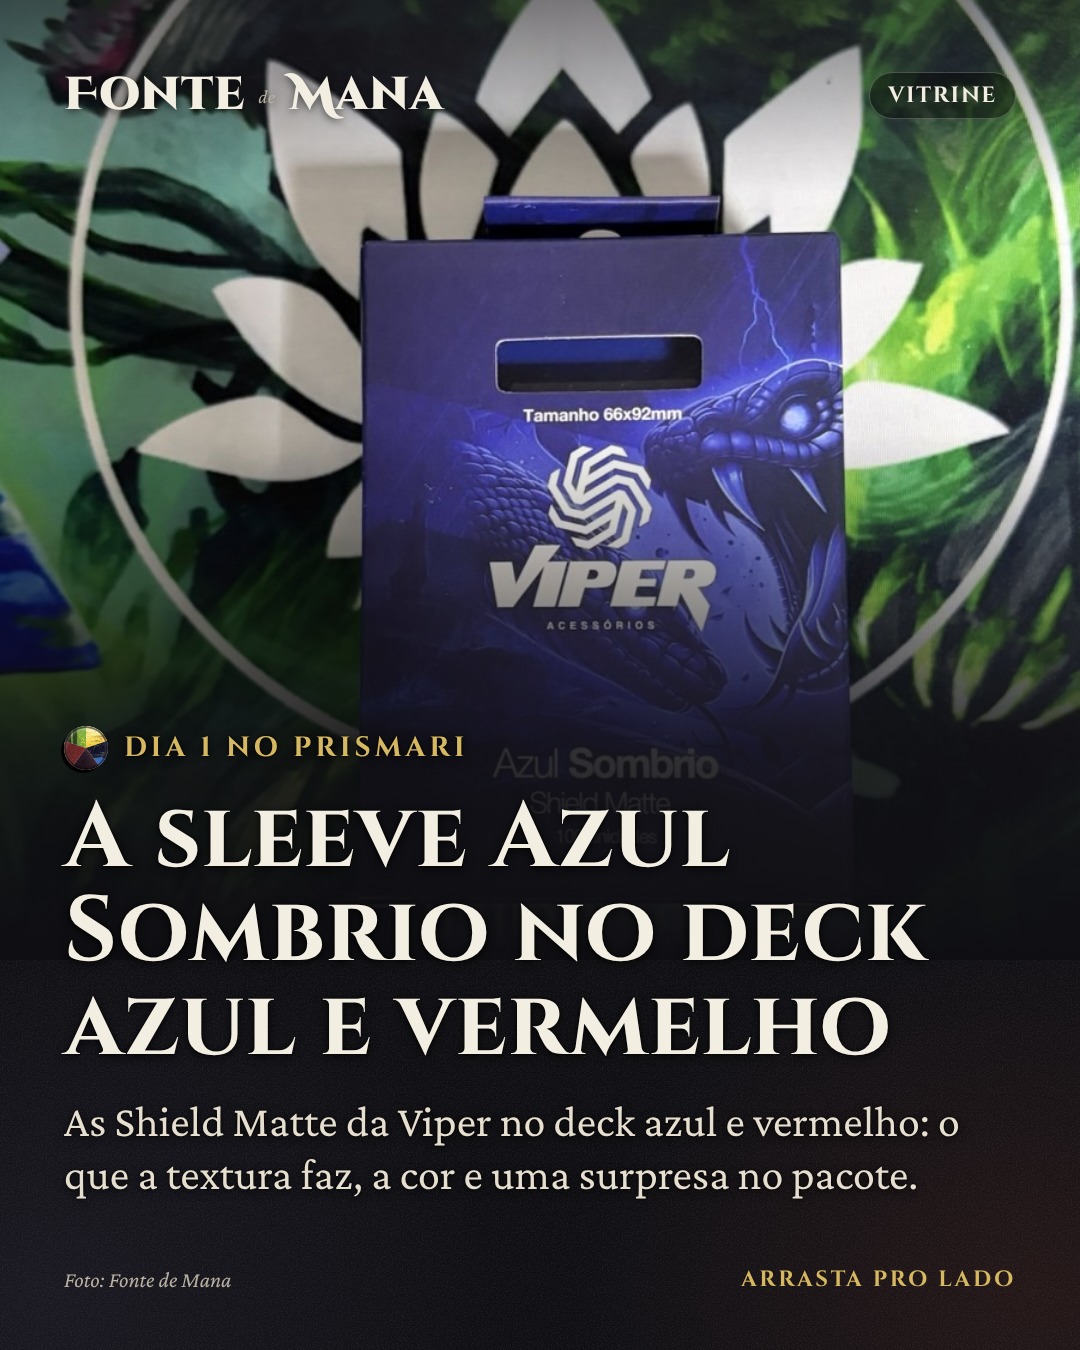 FONTE de MANA
VITRINE
Tamanho 66x92mm
VIPER
ACESSÓRIOS
Azul Sombrio
Shield Matte
DIA 1 NO PRISMARI
A SLEEVE AZUL
SOMBRIO NO DECK
AZUL E VERMELHO
As Shield Matte da Viper no deck azul e vermelho: o
que a textura faz, a cor e uma surpresa no pacote.
Foto: Fonte de Mana
ARRASTA PRO LADO